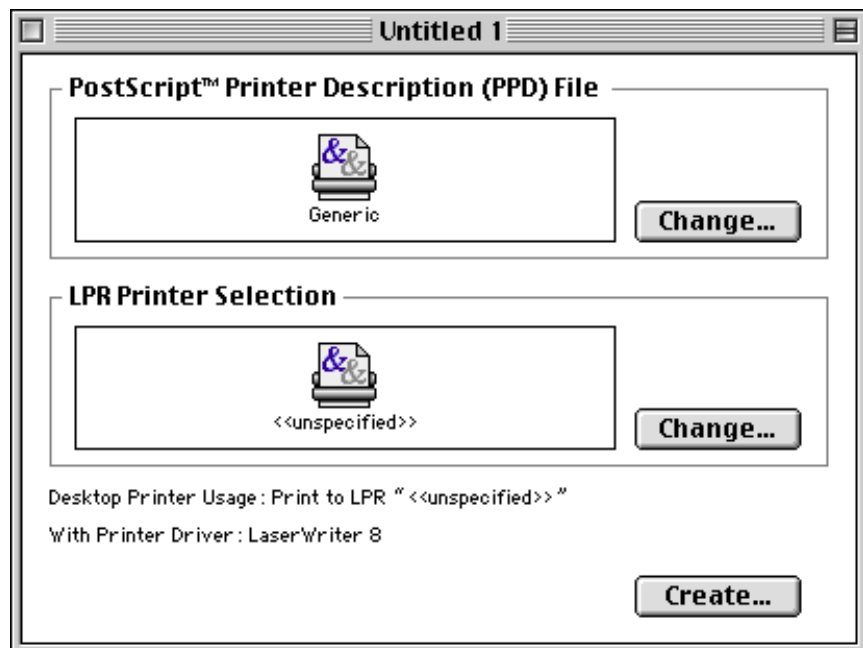 Untitled 1
PostScript™ Printer Description (PPD) File
&&
Generic
Change...
LPR Printer Selection
&&
<<unspecified>>
Change...
Desktop Printer Usage : Print to LPR “<<unspecified>>”
With Printer Driver : LaserWriter 8
Create...